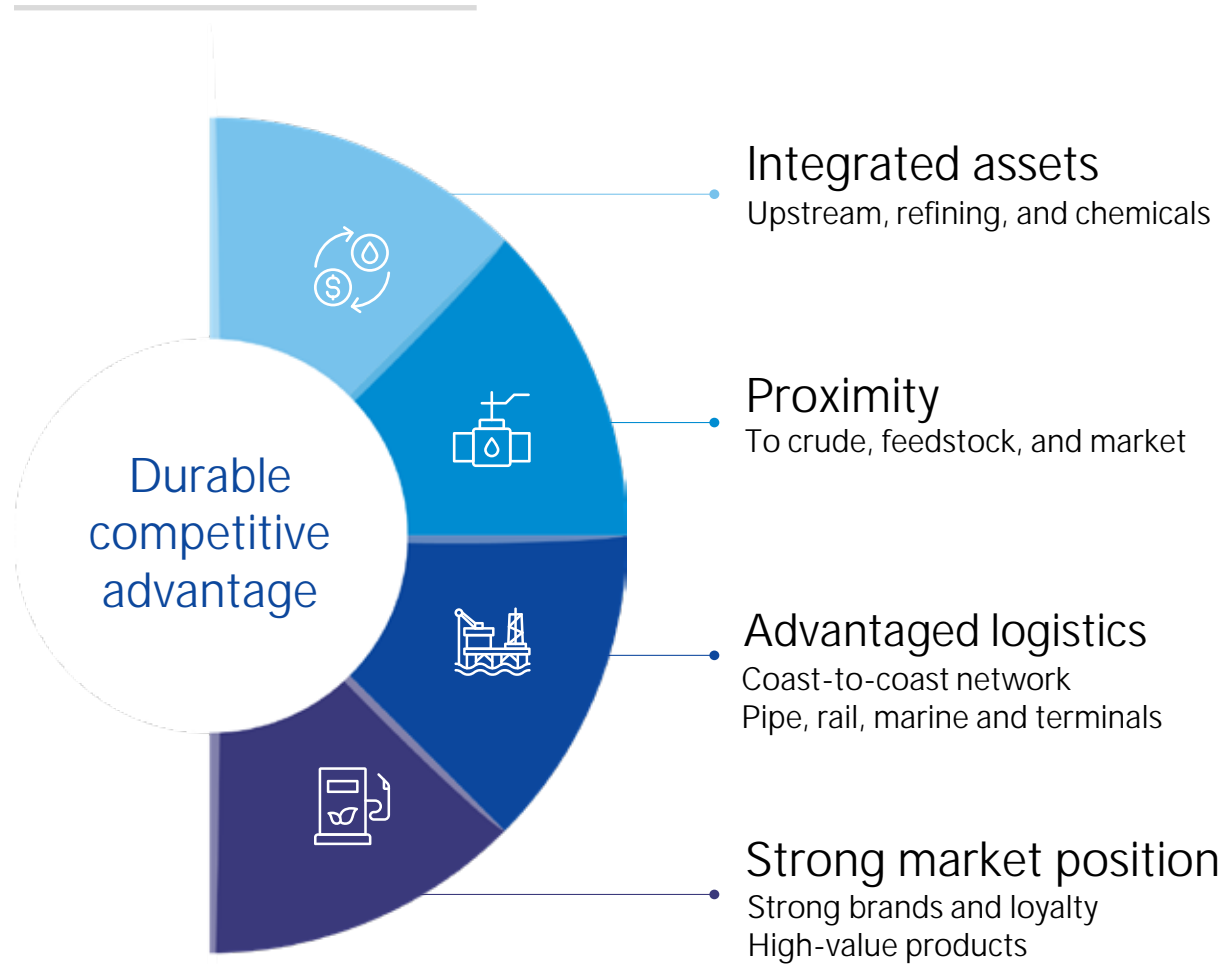 Durable
competitive
advantage
Integrated assets
Upstream, refining, and chemicals
Proximity
To crude, feedstock, and market
Advantaged logistics
Coast-to-coast network
Pipe, rail, marine and terminals
Strong market position
Strong brands and loyalty
High-value products
$